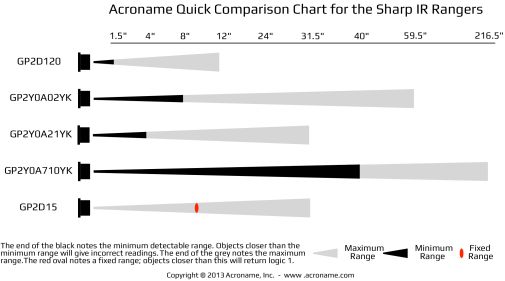 Acroname Quick Comparison Chart for the Sharp IR Rangers
1.5" 4" 8" 12" 24" 31.5" 40" 59.5" 216.5"
GP2D120
GP2Y0A02YK
GP2Y0A21YK
GP2Y0A710YK
GP2D15
The end of the black notes the minimum detectable range. Objects closer than the
minimum range will give incorrect readings. The end of the grey notes the maximum
range.The red oval notes a fixed range; objects closer than this will return logic 1.
Maximum Range
Minimum Range
Fixed Range
Copyright © 2013 Acroname, Inc. - www .acroname.com